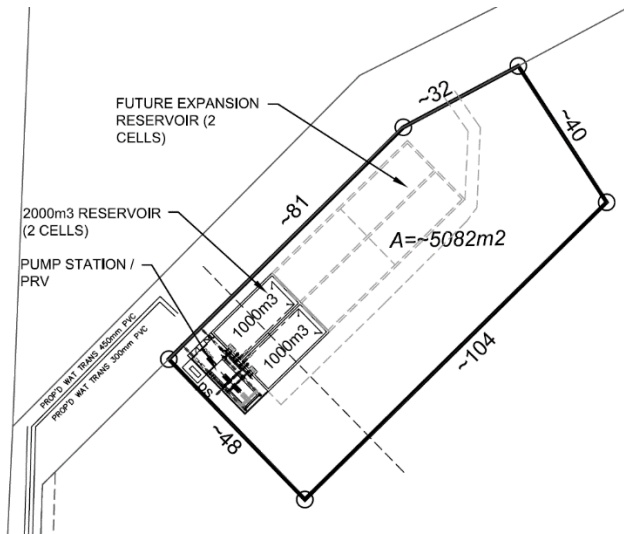 FUTURE EXPANSION
RESERVOIR (2
CELLS)
~32
~40
~81
2000m3 RESERVOIR
(2 CELLS)
A=~5082m2
PUMP STATION /
PRV
1000m3
1000m3
PROP'D WAT TRANS 450mm PVC
PROP'D WAT TRANS 300mm PVC
~104
~48